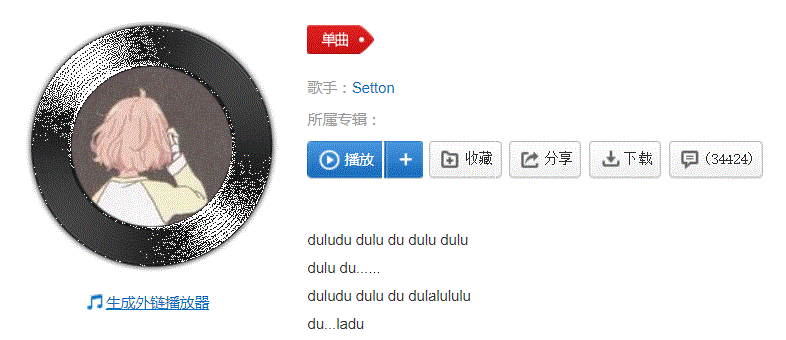 单曲
歌手：Setton
所属专辑：
播放 + 收藏 分享 下载 (34424)
duludu dulu du dulu dulu
dulu du......
duludu dulu du dulalululu
du...ladu
生成外链播放器